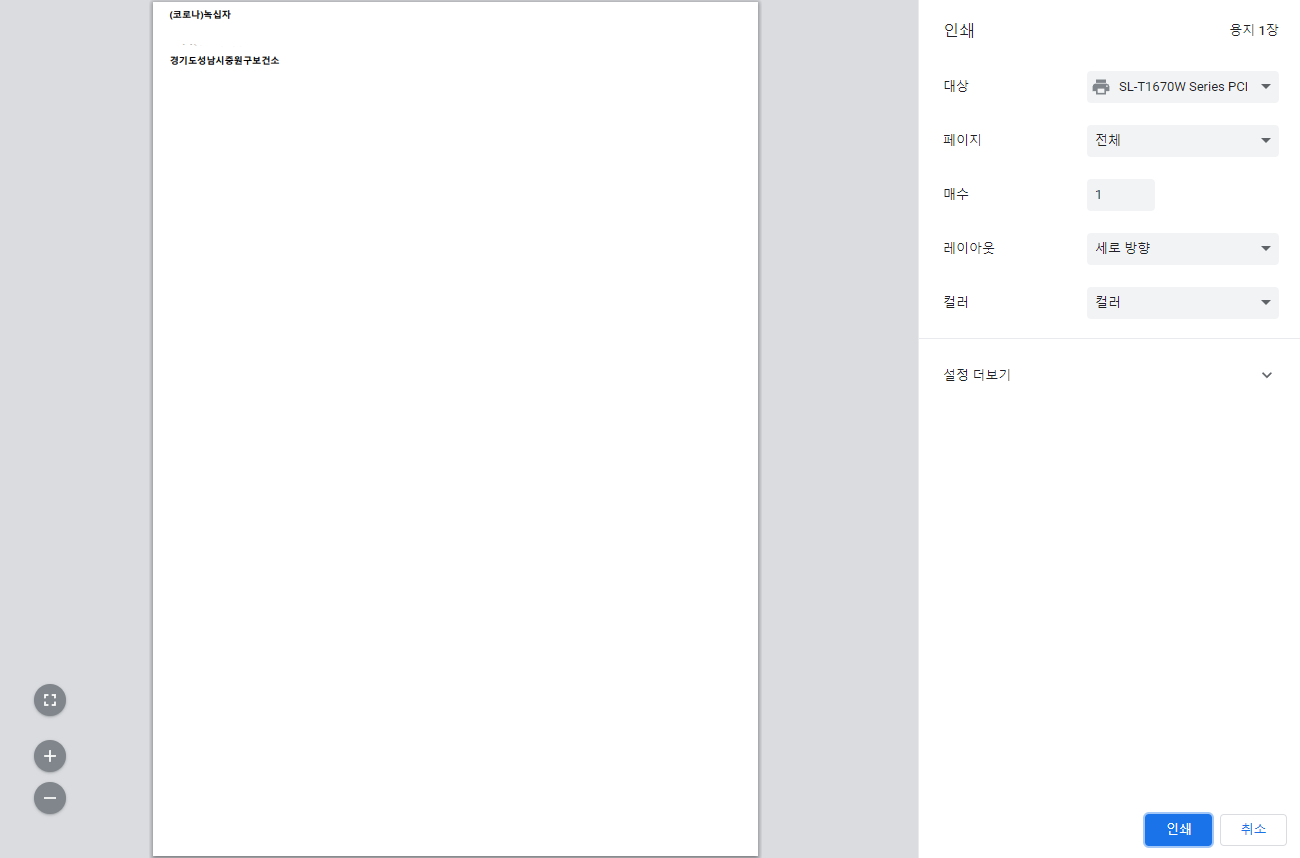 (코로나)녹십자
경기도성남시중원구보건소
인쇄
용지 1장
대상
SL-T1670W Series PCI
페이지
전체
매수
1
레이아웃
세로 방향
컬러
컬러
설정 더보기
인쇄
취소